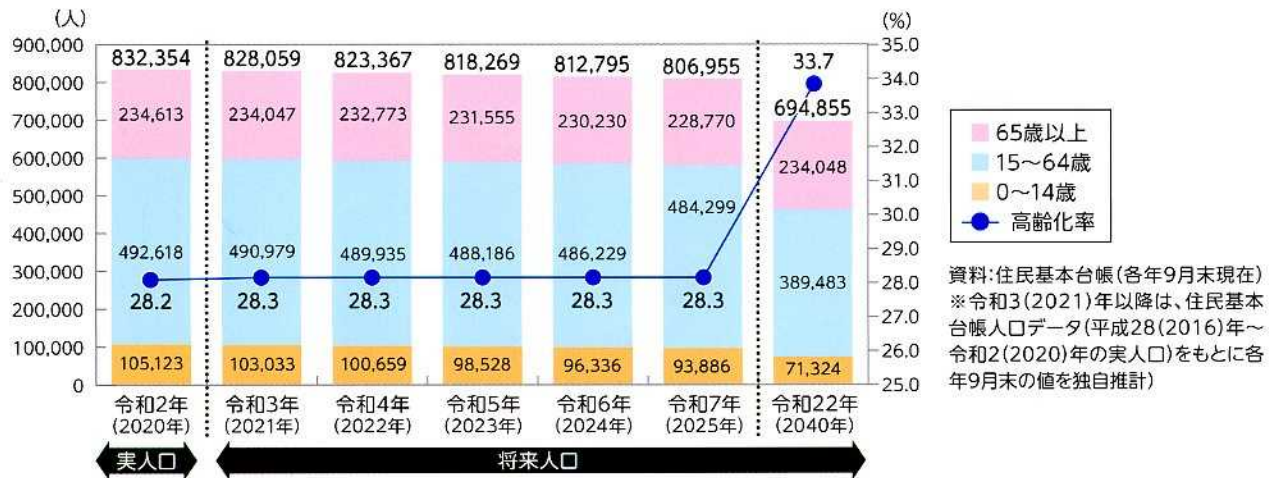 (人)
(%)
900,000
800,000
700,000
600,000
500,000
400,000
300,000
200,000
100,000
0
832,354
828,059
823,367
818,269
812,795
806,955
33.7
694,855
234,613
234,047
232,773
231,555
230,230
228,770
234,048
492,618
490,979
489,935
488,186
486,229
484,299
389,483
28.2
28.3
28.3
28.3
28.3
28.3
105,123
103,033
100,659
98,528
96,336
93,886
71,324
35.0
34.0
33.0
32.0
31.0
30.0
29.0
28.0
27.0
26.0
25.0
令和2年
(2020年)
令和3年
(2021年)
令和4年
(2022年)
令和5年
(2023年)
令和6年
(2024年)
令和7年
(2025年)
令和22年
(2040年)
実人口
将来人口
65歳以上
15～64歳
0～14歳
高齢化率
資料:住民基本台帳(各年9月末現在)
※令和3(2021)年以降は、住民基本
台帳人口データ(平成28(2016)年～
令和2(2020)年の実人口)をもとに各
年9月末の値を独自推計)